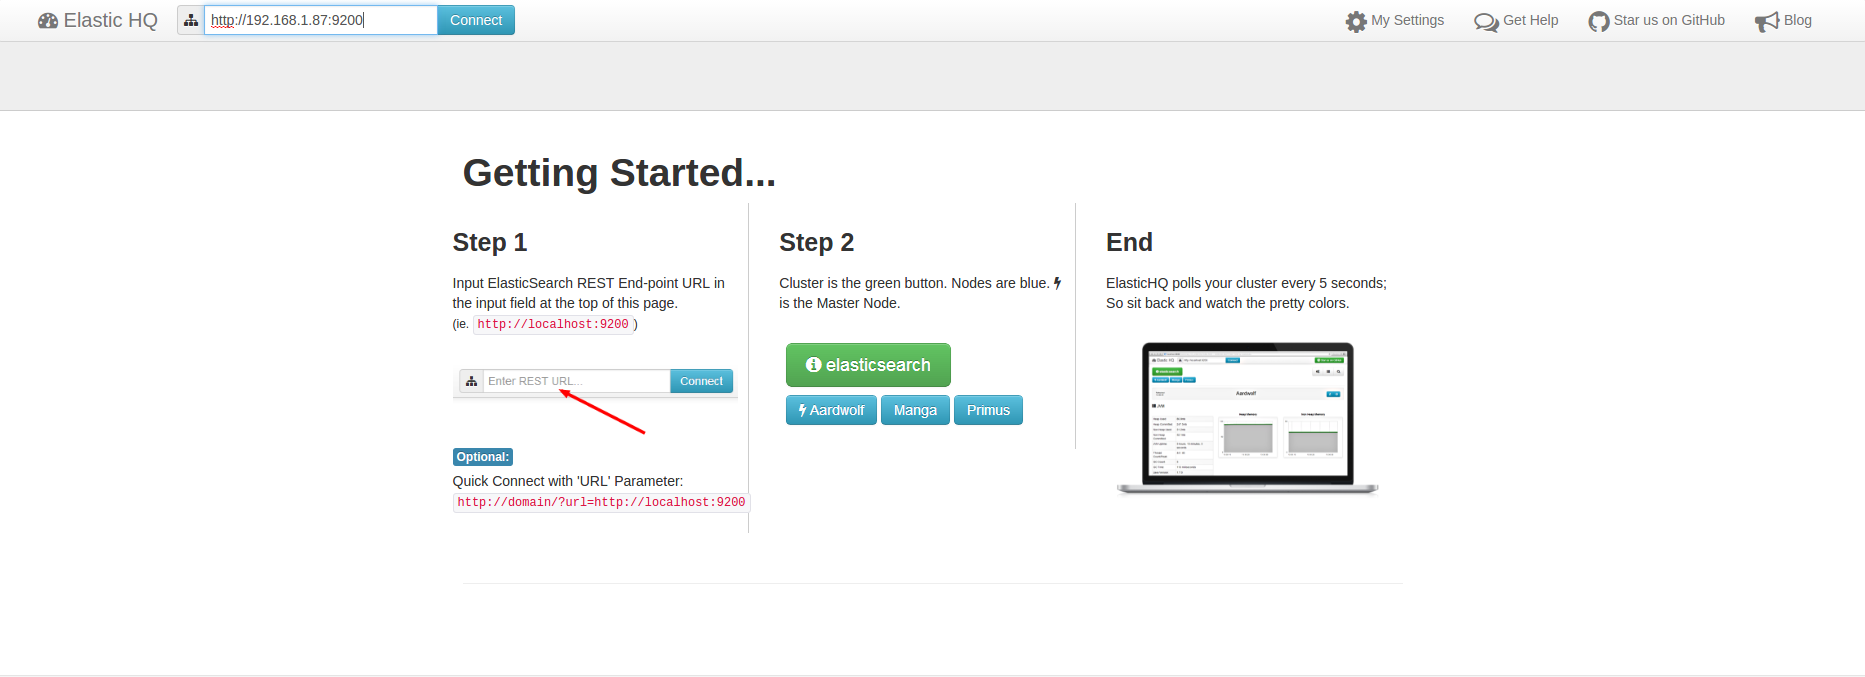 Elastic HQ
http://192.168.1.87:9200
Connect
My Settings
Get Help
Star us on GitHub
Blog
Getting Started...
Step 1
Input ElasticSearch REST End-point URL in
the input field at the top of this page.
(ie. http://localhost:9200 )
Enter REST URL...
Connect
Optional:
Quick Connect with 'URL' Parameter:
http://domain/?url=http://localhost:9200
Step 2
Cluster is the green button. Nodes are blue.
is the Master Node.
elasticsearch
Aardwolf
Manga
Primus
End
ElasticHQ polls your cluster every 5 seconds;
So sit back and watch the pretty colors.
Aardwolf